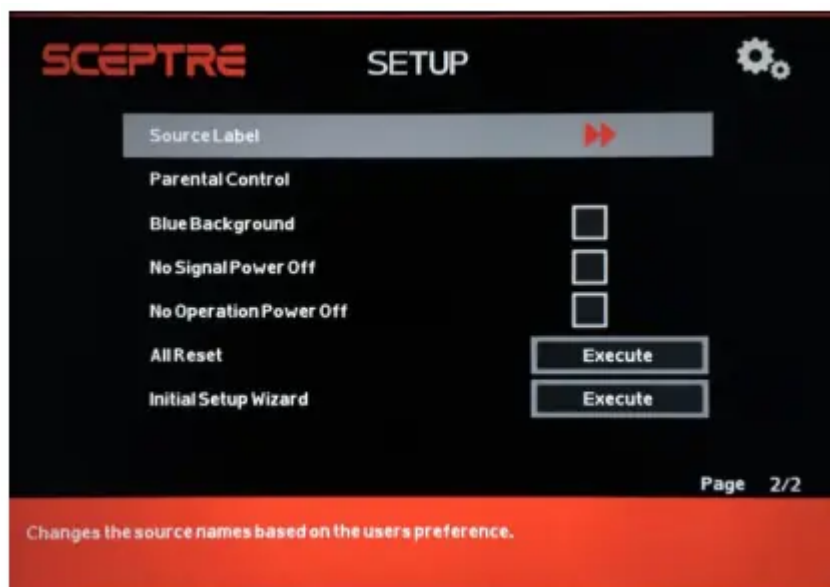 SCEPTRE SETUP
Source Label
Parental Control
Blue Background
No Signal Power Off
No Operation Power Off
All Reset Execute
Initial Setup Wizard Execute
Page 2/2
Changes the source names based on the users preference.